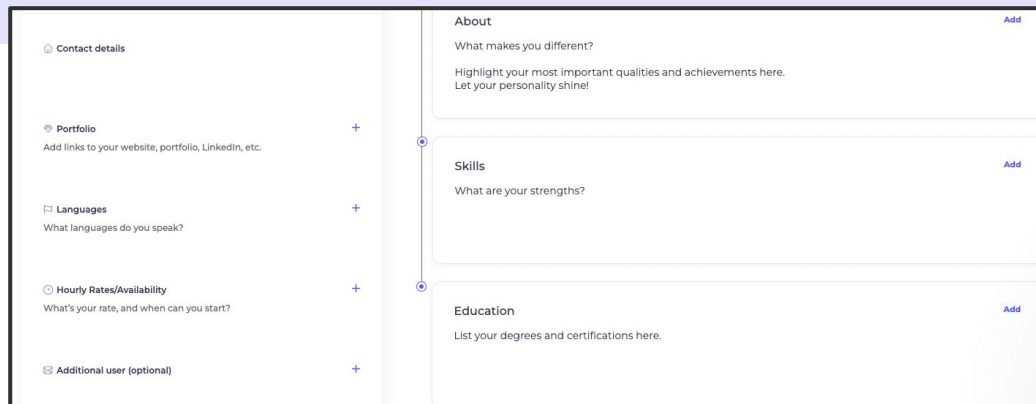 Contact details
Portfolio
Add links to your website, portfolio, LinkedIn, etc.
Languages
What languages do you speak?
Hourly Rates/Availability
What's your rate, and when can you start?
Additional user (optional)
About
Add
What makes you different?
Highlight your most important qualities and achievements here.
Let your personality shine!
Skills
Add
What are your strengths?
Education
Add
List your degrees and certifications here.